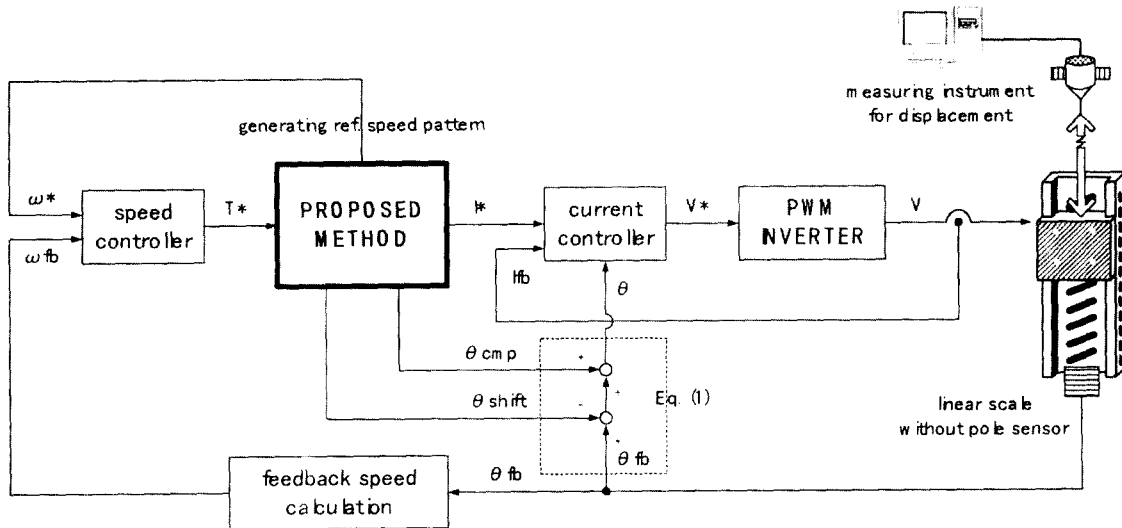 measuring instrument
for displacement
generating ref. speed pattern
ω*
ωfb
speed
controller
T*
PROPOSED
METHOD
I*
Ifb
current
controller
θ
V*
PWM
INVERTER
V
θcmp
θshift
+
-
+
Eq. (1)
θfb
θfb
linear scale
without pole sensor
feedback speed
calculation